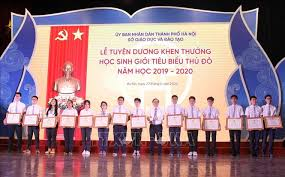 ỦY BAN NHÂN DÂN THÀNH PHỐ HÀ NỘI
SỞ GIÁO DỤC VÀ ĐÀO TẠO
LỄ TUYÊN DƯƠNG KHEN THƯỞNG
HỌC SINH GIỎI TIÊU BIỂU THỦ ĐÔ
NĂM HỌC 2019 - 2020